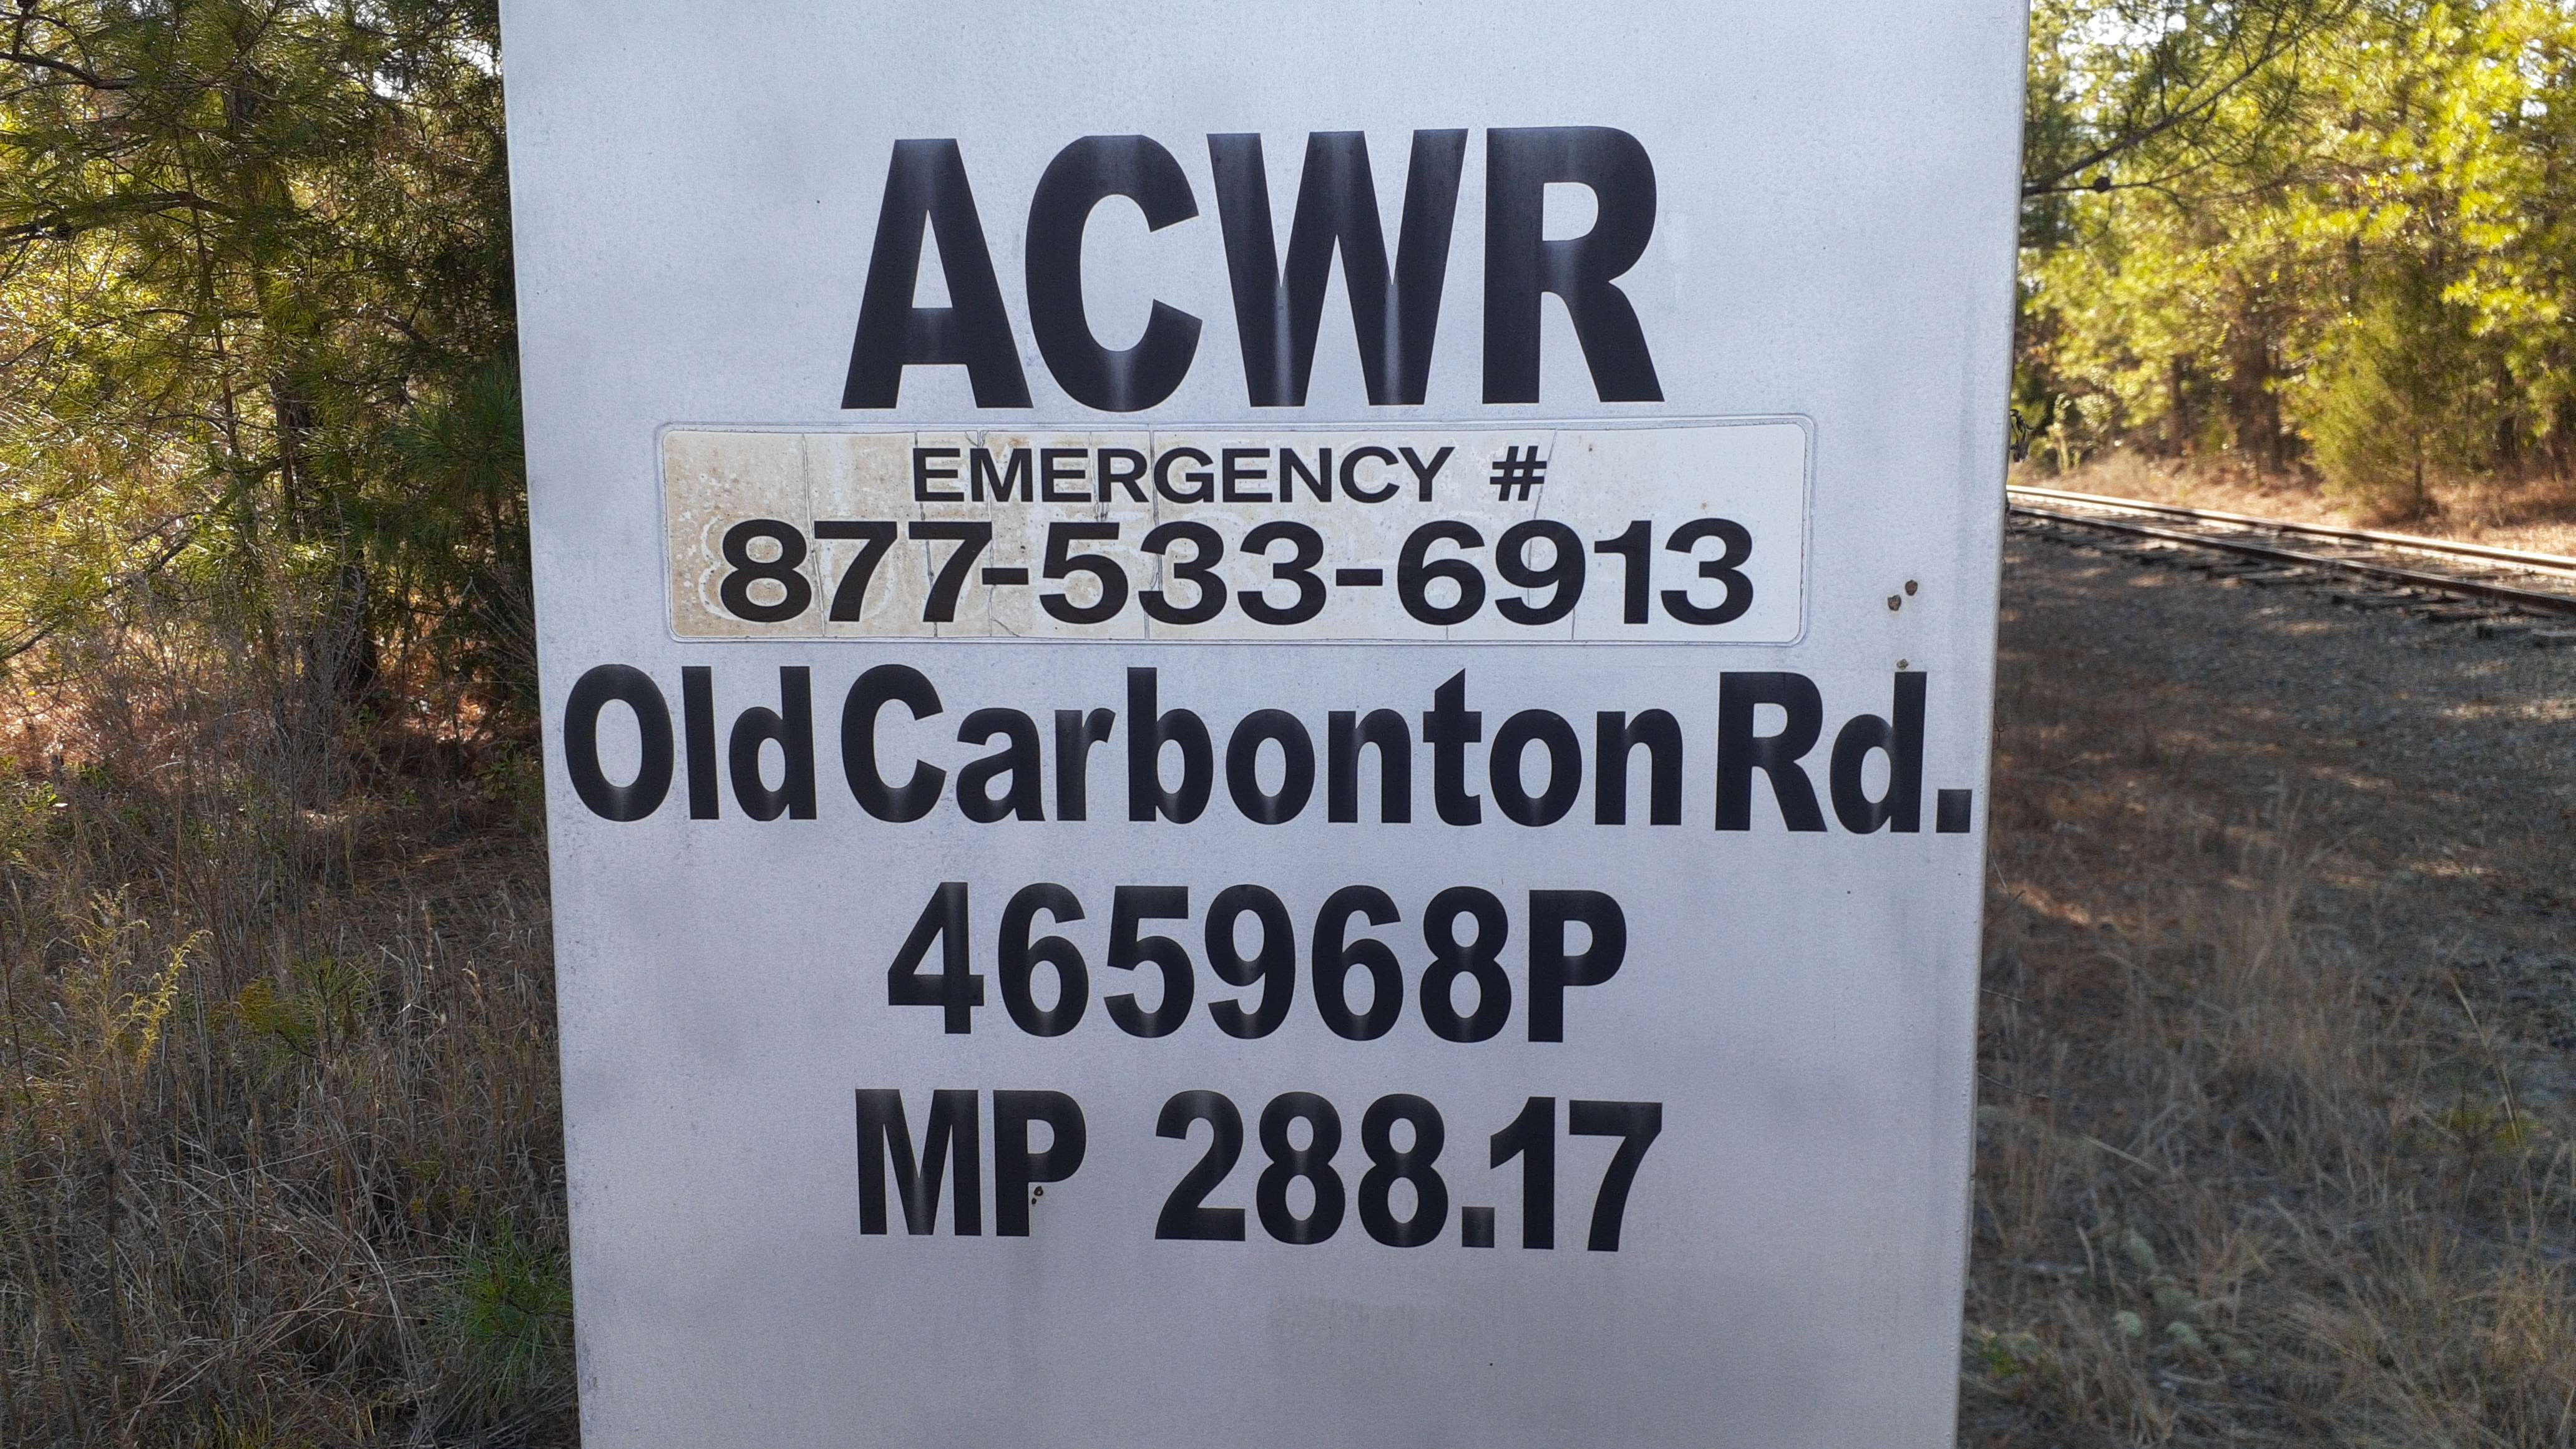 ACWR
EMERGENCY #
877-533-6913
Old Carbonton Rd.
465968P
MP 288.17